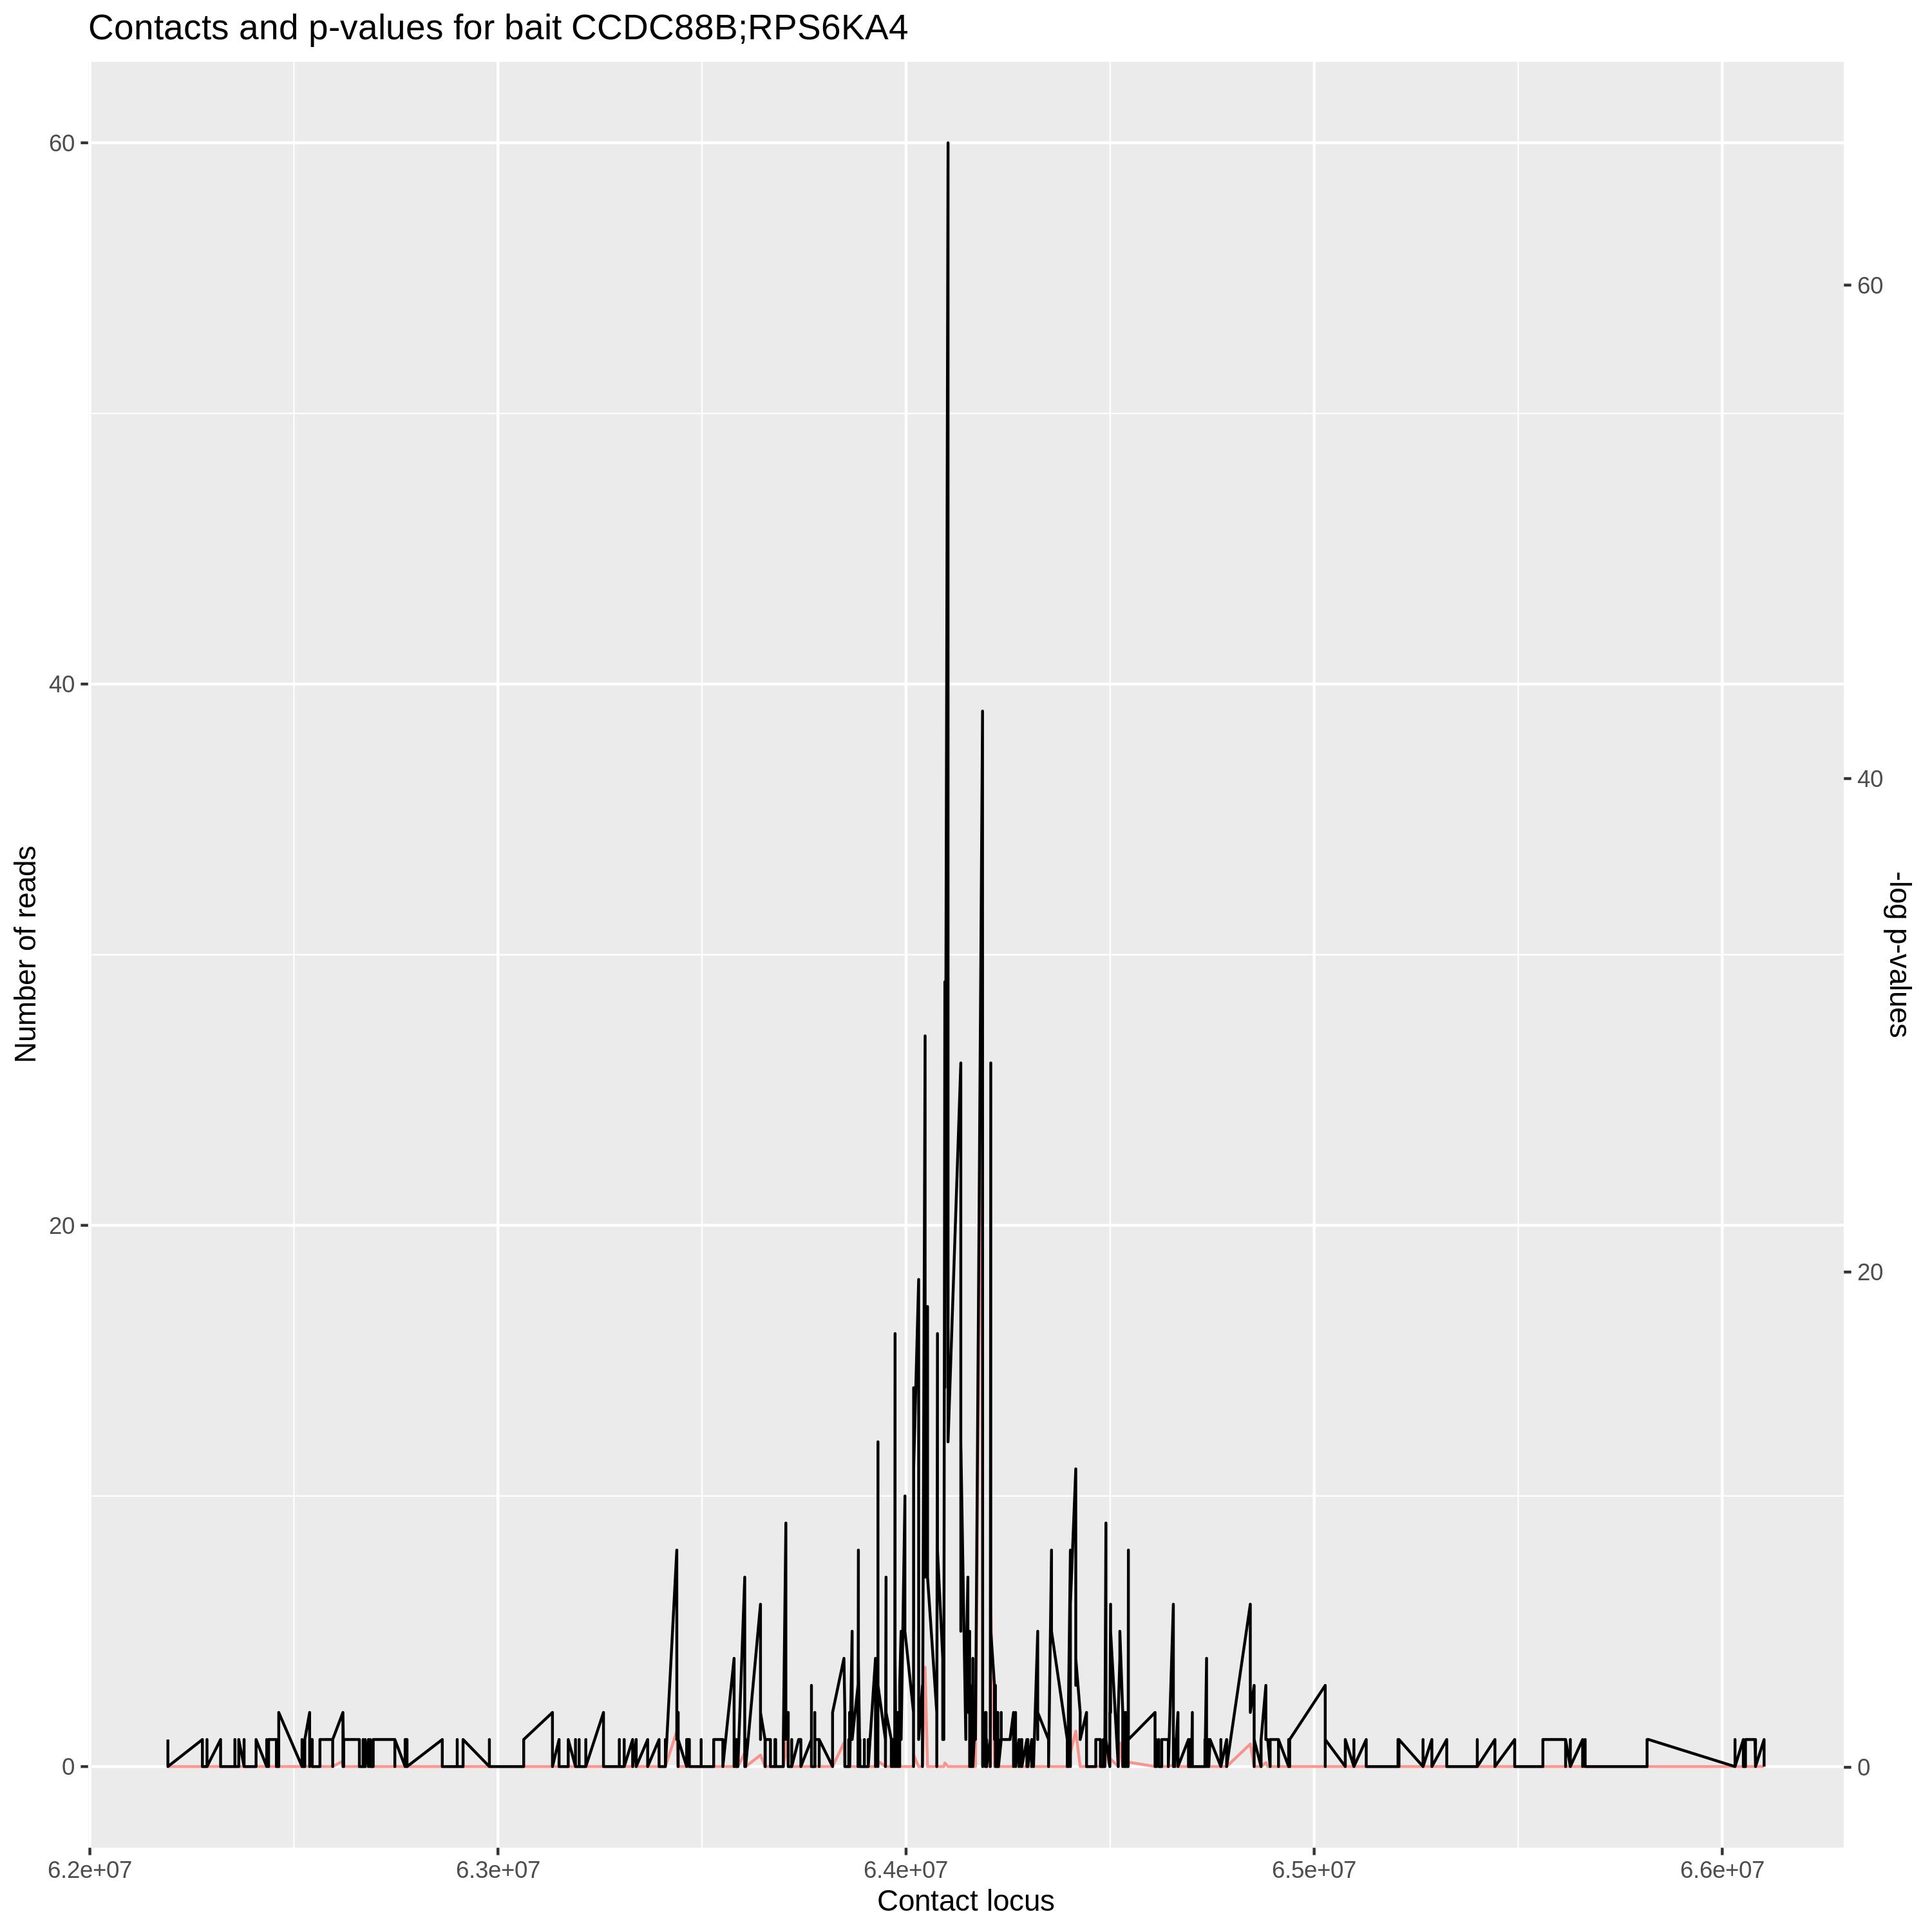 Contacts and p-values for bait CCDC88B;RPS6KA4
60
40
20
0
Number of reads
60
40
20
0
-log p-values
6.2e+07 6.3e+07 6.4e+07 6.5e+07 6.6e+07
Contact locus